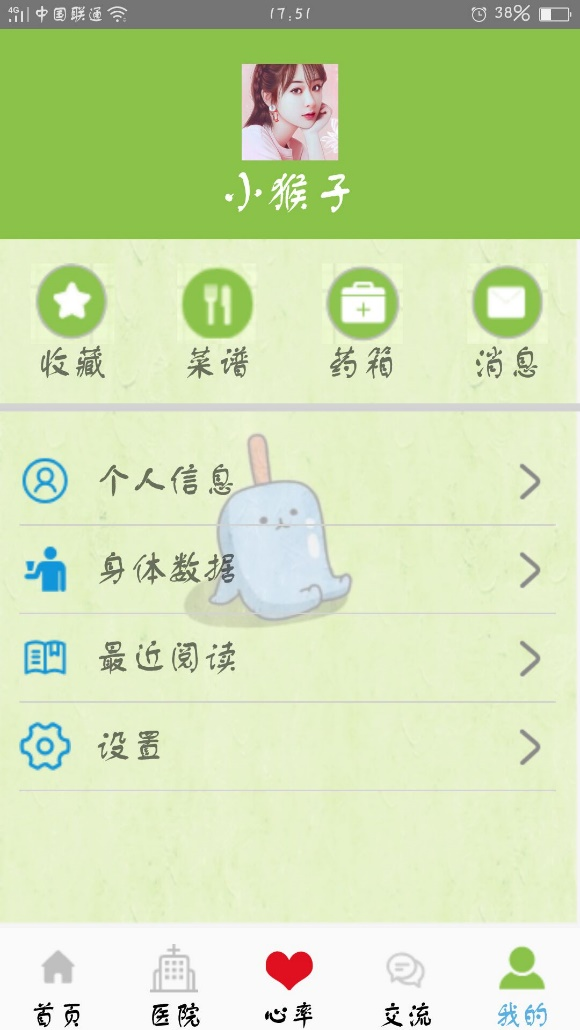 4G 中国联通 17:51 38%
小猴子
收藏 菜谱 药箱 消息
个人信息
身体数据
最近阅读
设置
首页 医院 心率 交流 我的